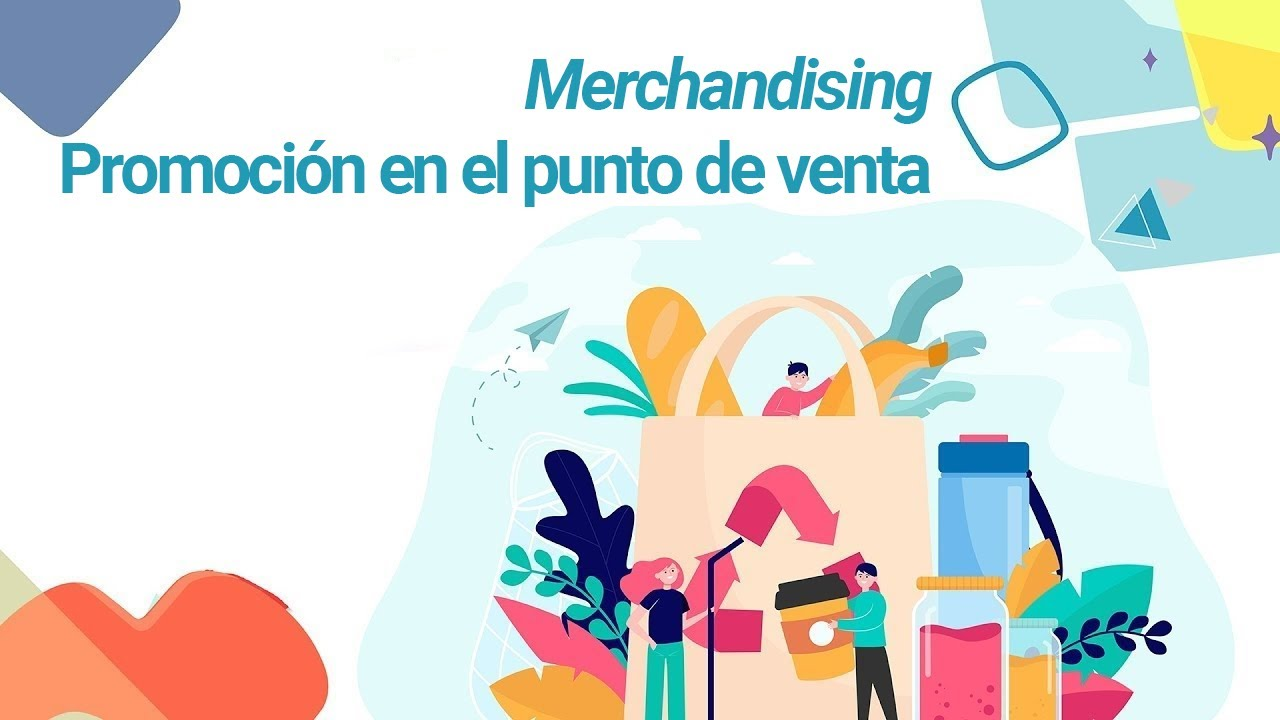 Merchandising
Promoción en el punto de venta